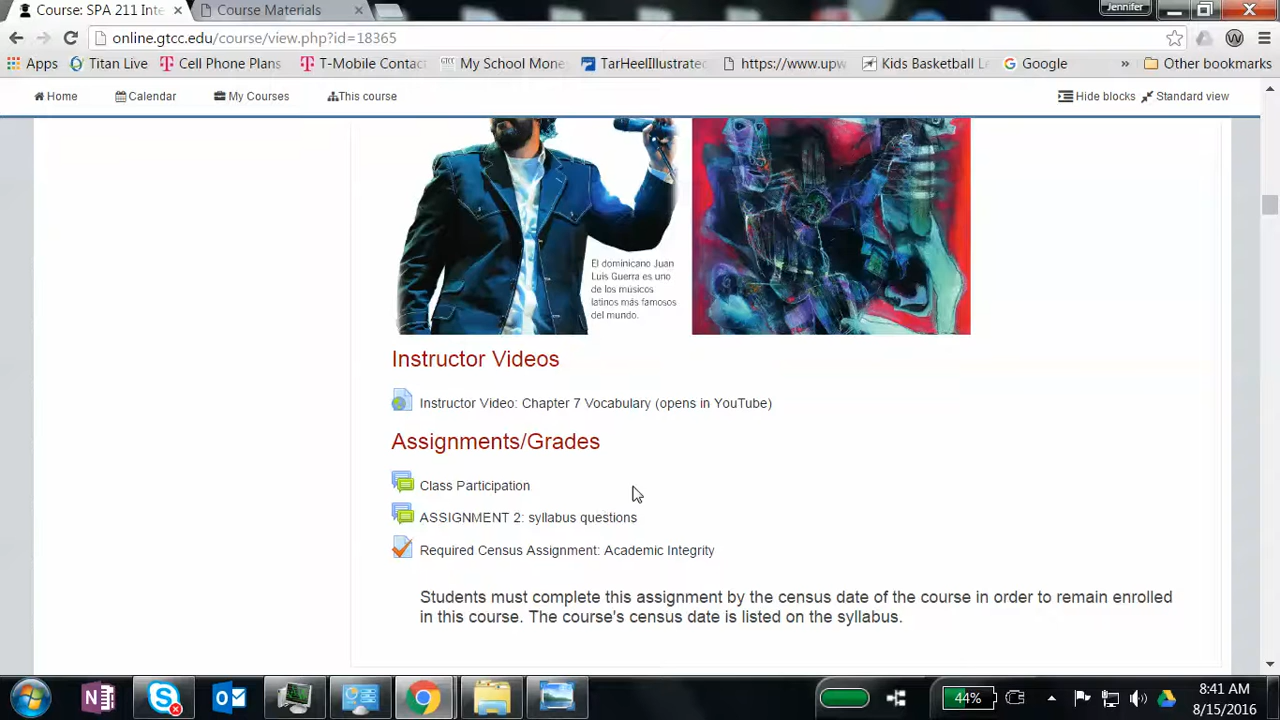 Course: SPA 211 Inte
Course Materials
Jennifer
online.gtcc.edu/course/view.php?id=18365
Apps
Titan Live
Cell Phone Plans
T-Mobile Contac
GTCC My School Mone
TarHeelIllustrated
https://www.upw
Kids Basketball Le
Google
»
Other bookmarks
Home
Calendar
My Courses
This course
Hide blocks
Standard view
El dominicano Juan
Luis Guerra es uno
de los músicos
latinos más famosos
del mundo.
Instructor Videos
Instructor Video: Chapter 7 Vocabulary (opens in YouTube)
Assignments/Grades
Class Participation
ASSIGNMENT 2: syllabus questions
Required Census Assignment: Academic Integrity
Students must complete this assignment by the census date of the course in order to remain enrolled
in this course. The course's census date is listed on the syllabus.
44%
8:41 AM
8/15/2016